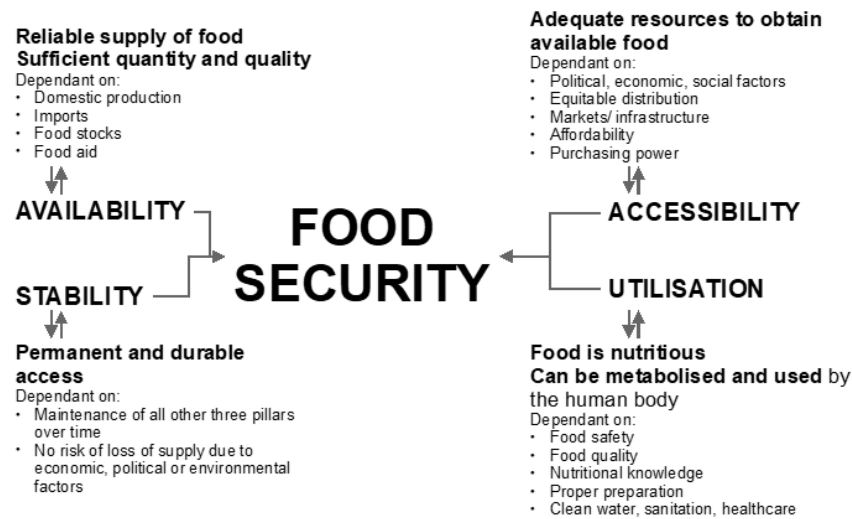 Reliable supply of food
Sufficient quantity and quality
Dependant on:
• Domestic production
• Imports
• Food stocks
• Food aid
AVAILABILITY
Adequate resources to obtain
available food
Dependant on:
• Political, economic, social factors
• Equitable distribution
• Markets/ infrastructure
• Affordability
• Purchasing power
ACCESSIBILITY
FOOD
SECURITY
STABILITY
Permanent and durable
access
Dependant on:
• Maintenance of all other three pillars
over time
• No risk of loss of supply due to
economic, political or environmental
factors
UTILISATION
Food is nutritious
Can be metabolised and used by
the human body
Dependant on:
• Food safety
• Food quality
• Nutritional knowledge
• Proper preparation
• Clean water, sanitation, healthcare